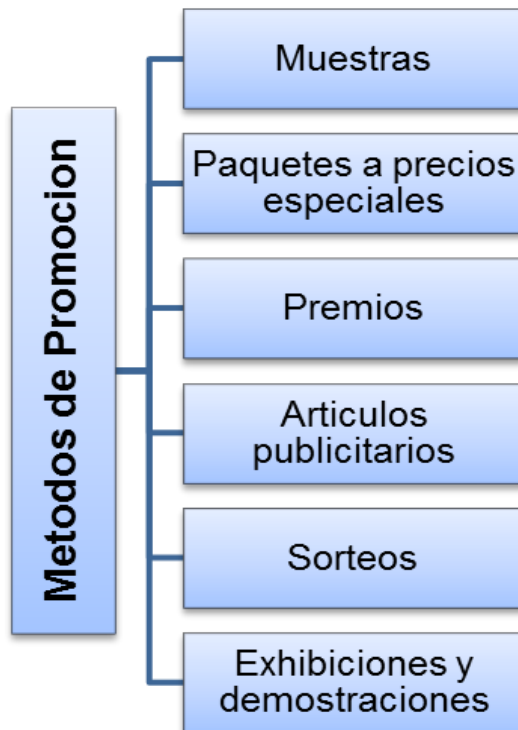 Metodos de Promocion
Muestras
Paquetes a precios
especiales
Premios
Articulos
publicitarios
Sorteos
Exhibiciones y
demostraciones